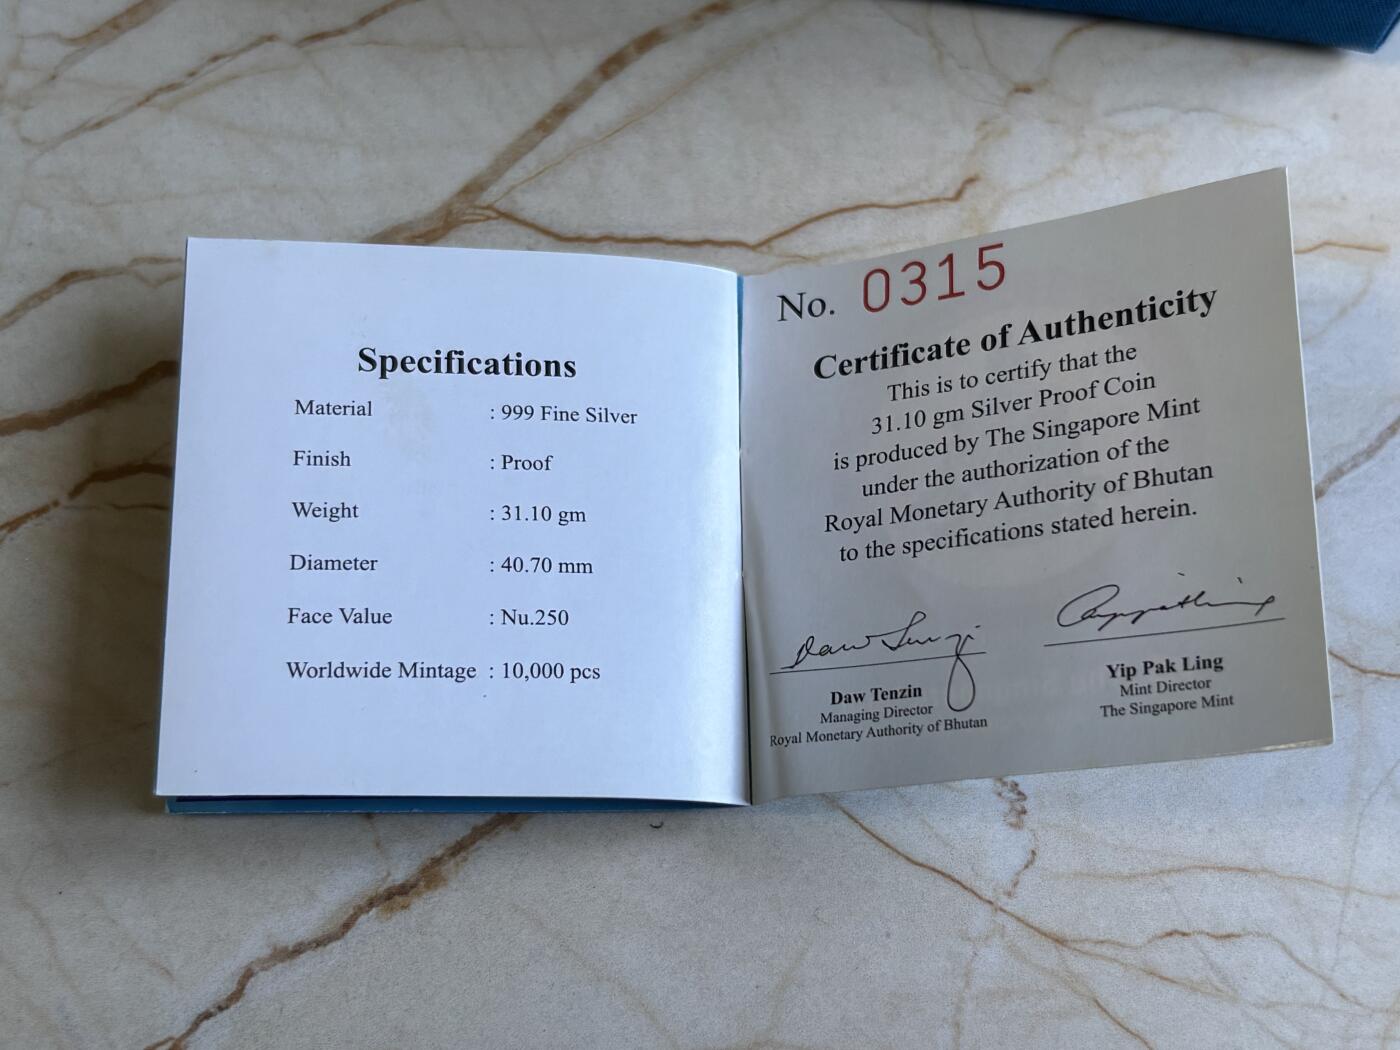 Specifications
Material : 999 Fine Silver
Finish : Proof
Weight : 31.10 gm
Diameter : 40.70 mm
Face Value : Nu.250
Worldwide Mintage : 10,000 pcs
No. 0315
Certificate of Authenticity
This is to certify that the
31.10 gm Silver Proof Coin
is produced by The Singapore Mint
under the authorization of the
Royal Monetary Authority of Bhutan
to the specifications stated herein.
Daw Tenzin
Managing Director
Royal Monetary Authority of Bhutan
Yip Pak Ling
Mint Director
The Singapore Mint